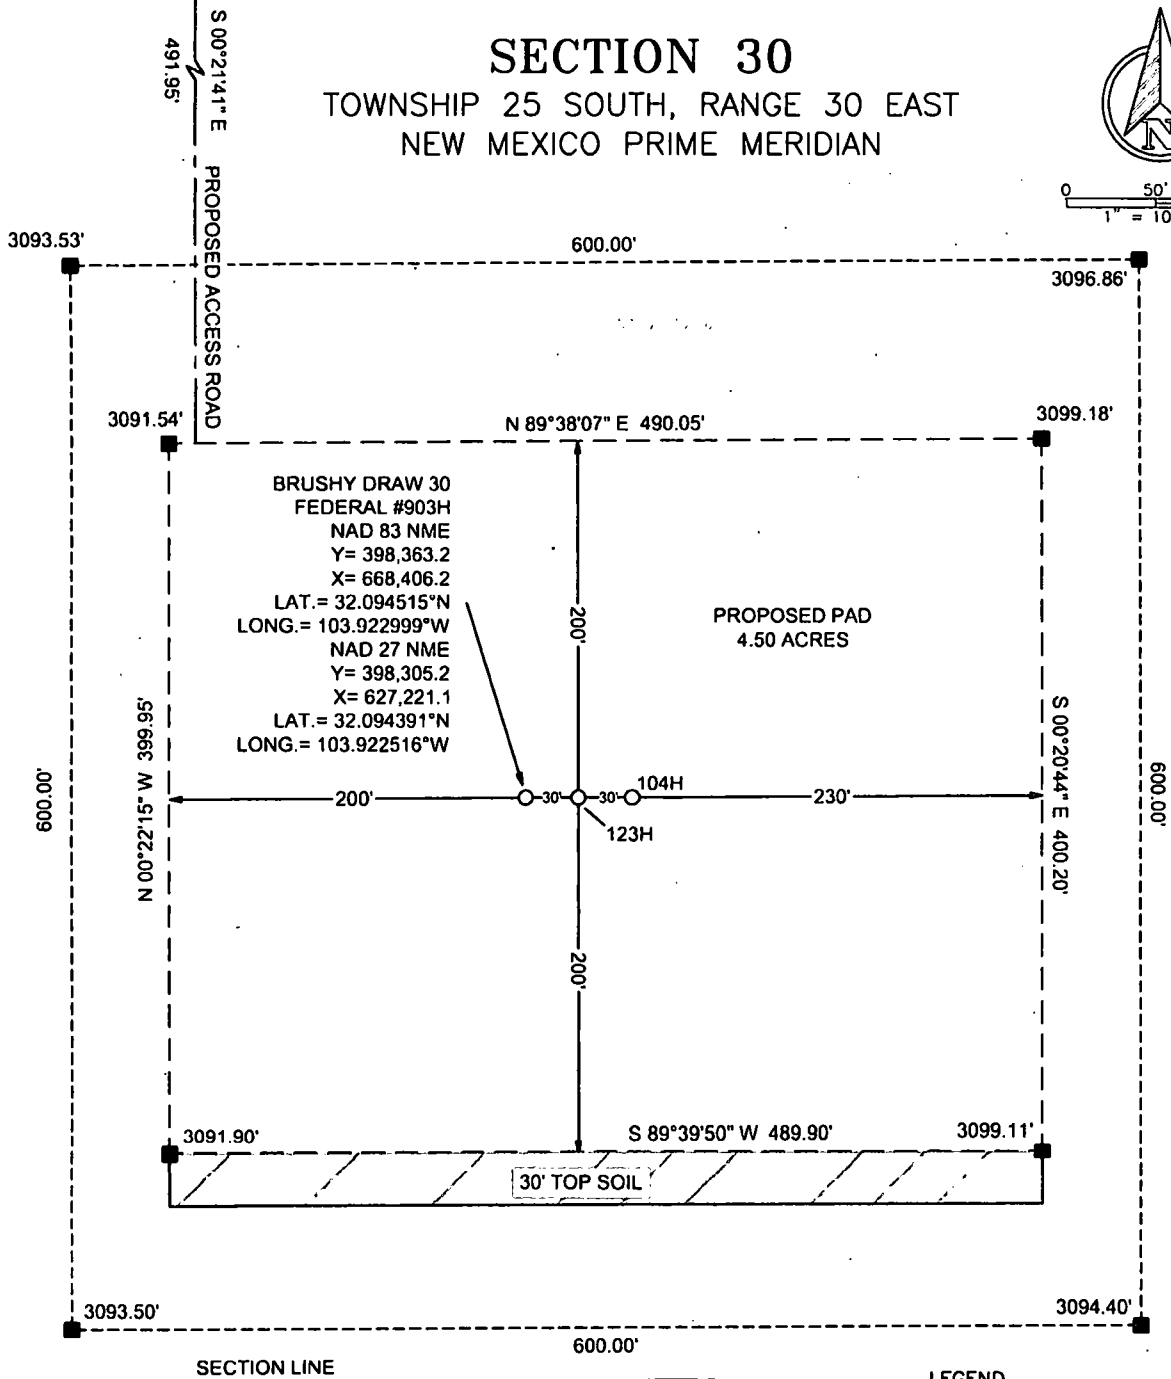 SECTION 30
TOWNSHIP 25 SOUTH, RANGE 30 EAST
NEW MEXICO PRIME MERIDIAN
N
0 50'
S 00°21'41" E
491.95'
PROPOSED ACCESS ROAD
3093.53'
600.00'
3096.86'
3091.54'
N 89°38'07" E 490.05'
3099.18'
BRUSHY DRAW 30
FEDERAL #903H
NAD 83 NME
Y= 398,363.2
X= 668,406.2
LAT.= 32.094515°N
LONG.= 103.922999°W
NAD 27 NME
Y= 398,305.2
X= 627,221.1
LAT.= 32.094391°N
LONG.= 103.922516°W
200'
PROPOSED PAD
4.50 ACRES
600.00'
N 00°22'15" W 399.95'
200'
30'
30'
104H
230'
123H
S 00°20'44" E 400.20'
600.00'
200'
3091.90'
S 89°39'50" W 489.90'
3099.11'
30' TOP SOIL
3093.50'
600.00'
3094.40'
SECTION LINE
LEGEND